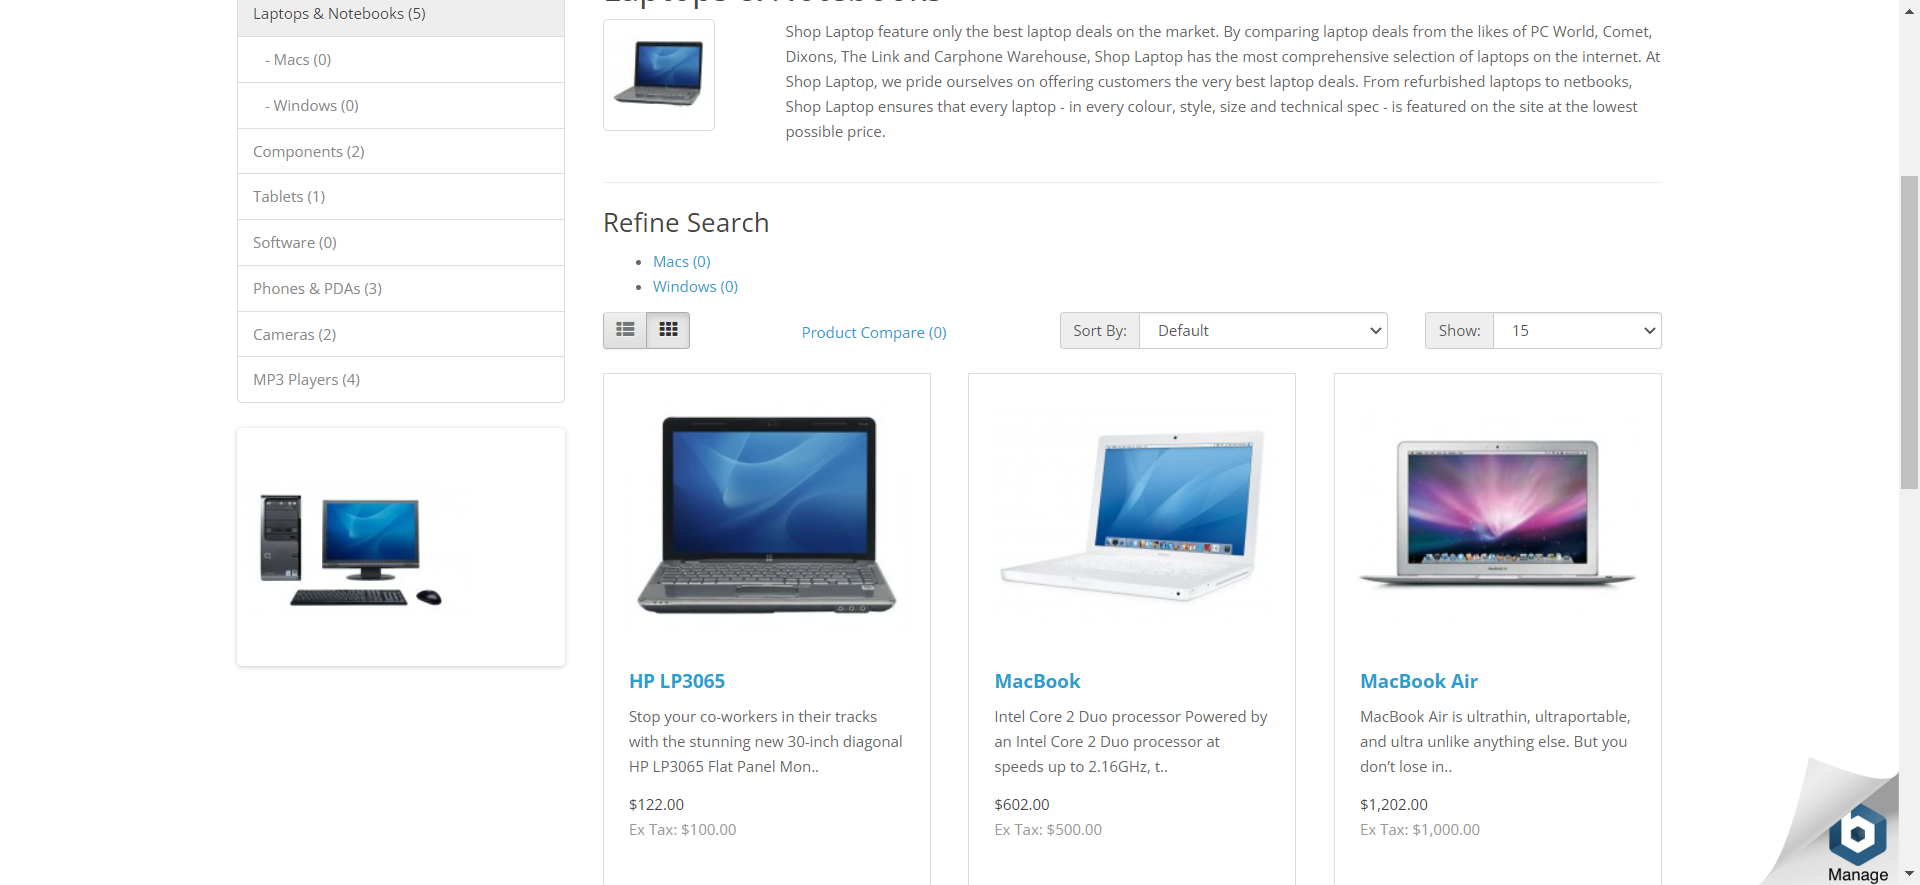 Laptops & Notebooks (5)
- Macs (0)
- Windows (0)
Components (2)
Tablets (1)
Software (0)
Phones & PDAs (3)
Cameras (2)
MP3 Players (4)
Laptops & Notebooks
Shop Laptop feature only the best laptop deals on the market. By comparing laptop deals from the likes of PC World, Comet,
Dixons, The Link and Carphone Warehouse, Shop Laptop has the most comprehensive selection of laptops on the internet. At
Shop Laptop, we pride ourselves on offering customers the very best laptop deals. From refurbished laptops to netbooks,
Shop Laptop ensures that every laptop - in every colour, style, size and technical spec - is featured on the site at the lowest
possible price.
Refine Search
Macs (0)
Windows (0)
Product Compare (0)
Sort By: Default
Show: 15
HP LP3065
Stop your co-workers in their tracks
with the stunning new 30-inch diagonal
HP LP3065 Flat Panel Mon..
$122.00
Ex Tax: $100.00
MacBook
Intel Core 2 Duo processor Powered by
an Intel Core 2 Duo processor at
speeds up to 2.16GHz, t..
$602.00
Ex Tax: $500.00
MacBook Air
MacBook Air is ultrathin, ultraportable,
and ultra unlike anything else. But you
don’t lose in..
$1,202.00
Ex Tax: $1,000.00
Manage